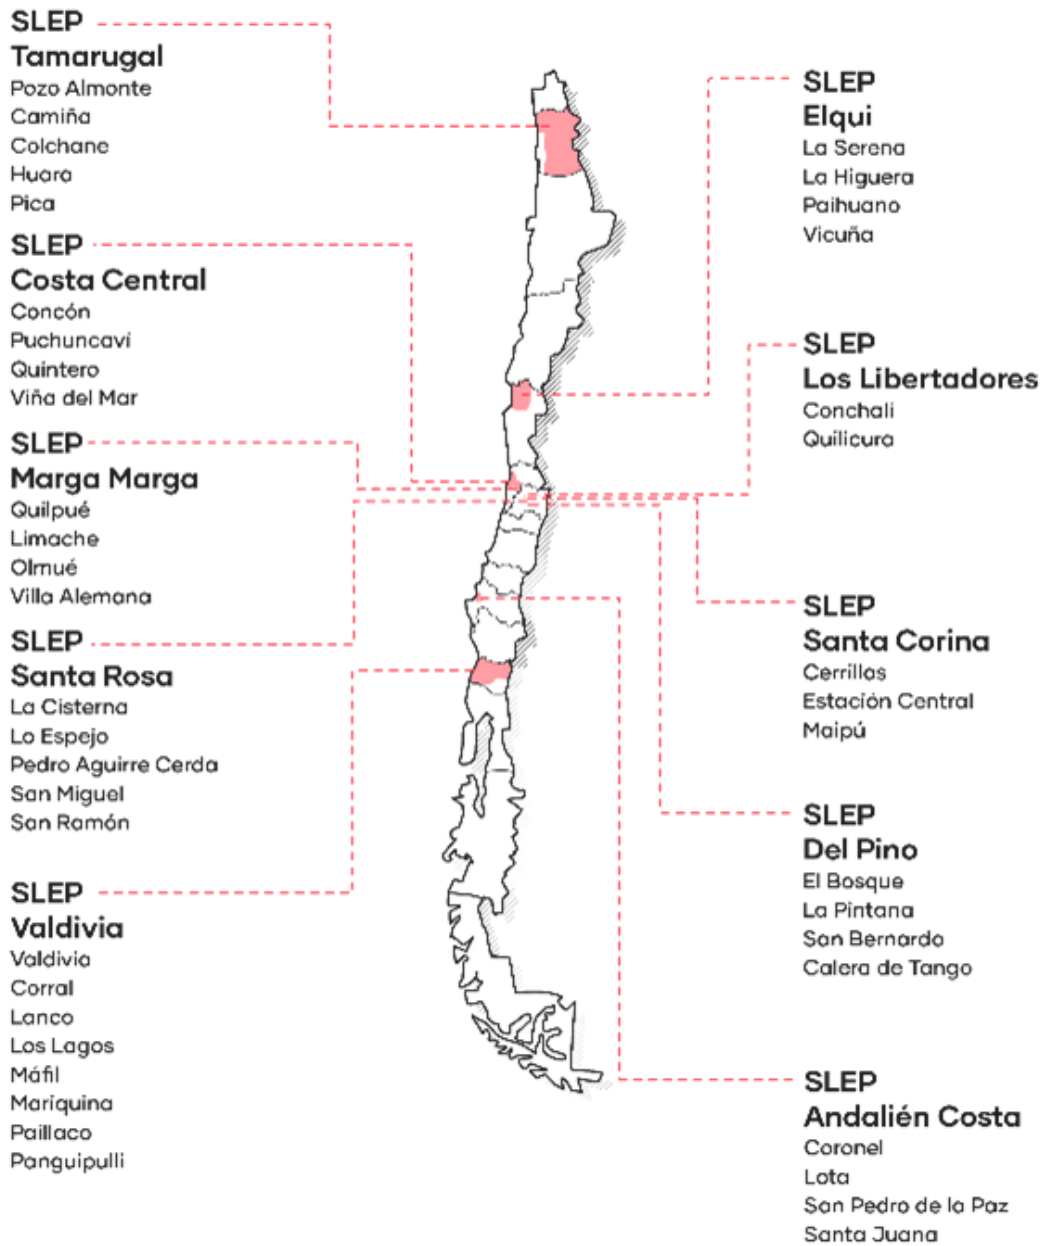 SLEP
Tamarugal
Pozo Almonte
Camiña
Colchane
Huara
Pica
SLEP
Costa Central
Concón
Puchuncaví
Quintero
Viña del Mar
SLEP
Marga Marga
Quilpué
Limache
Olmué
Villa Alemana
SLEP
Santa Rosa
La Cisterna
Lo Espejo
Pedro Aguirre Cerda
San Miguel
San Ramón
SLEP
Valdivia
Valdivia
Corral
Lanco
Los Lagos
Máfil
Mariquina
Paillaco
Panguipulli
SLEP
Elqui
La Serena
La Higuera
Paihuano
Vicuña
SLEP
Los Libertadores
Conchalí
Quilicura
SLEP
Santa Corina
Cerrillos
Estación Central
Maipú
SLEP
Del Pino
El Bosque
La Pintana
San Bernardo
Calera de Tango
SLEP
Andalién Costa
Coronel
Lota
San Pedro de la Paz
Santa Juana